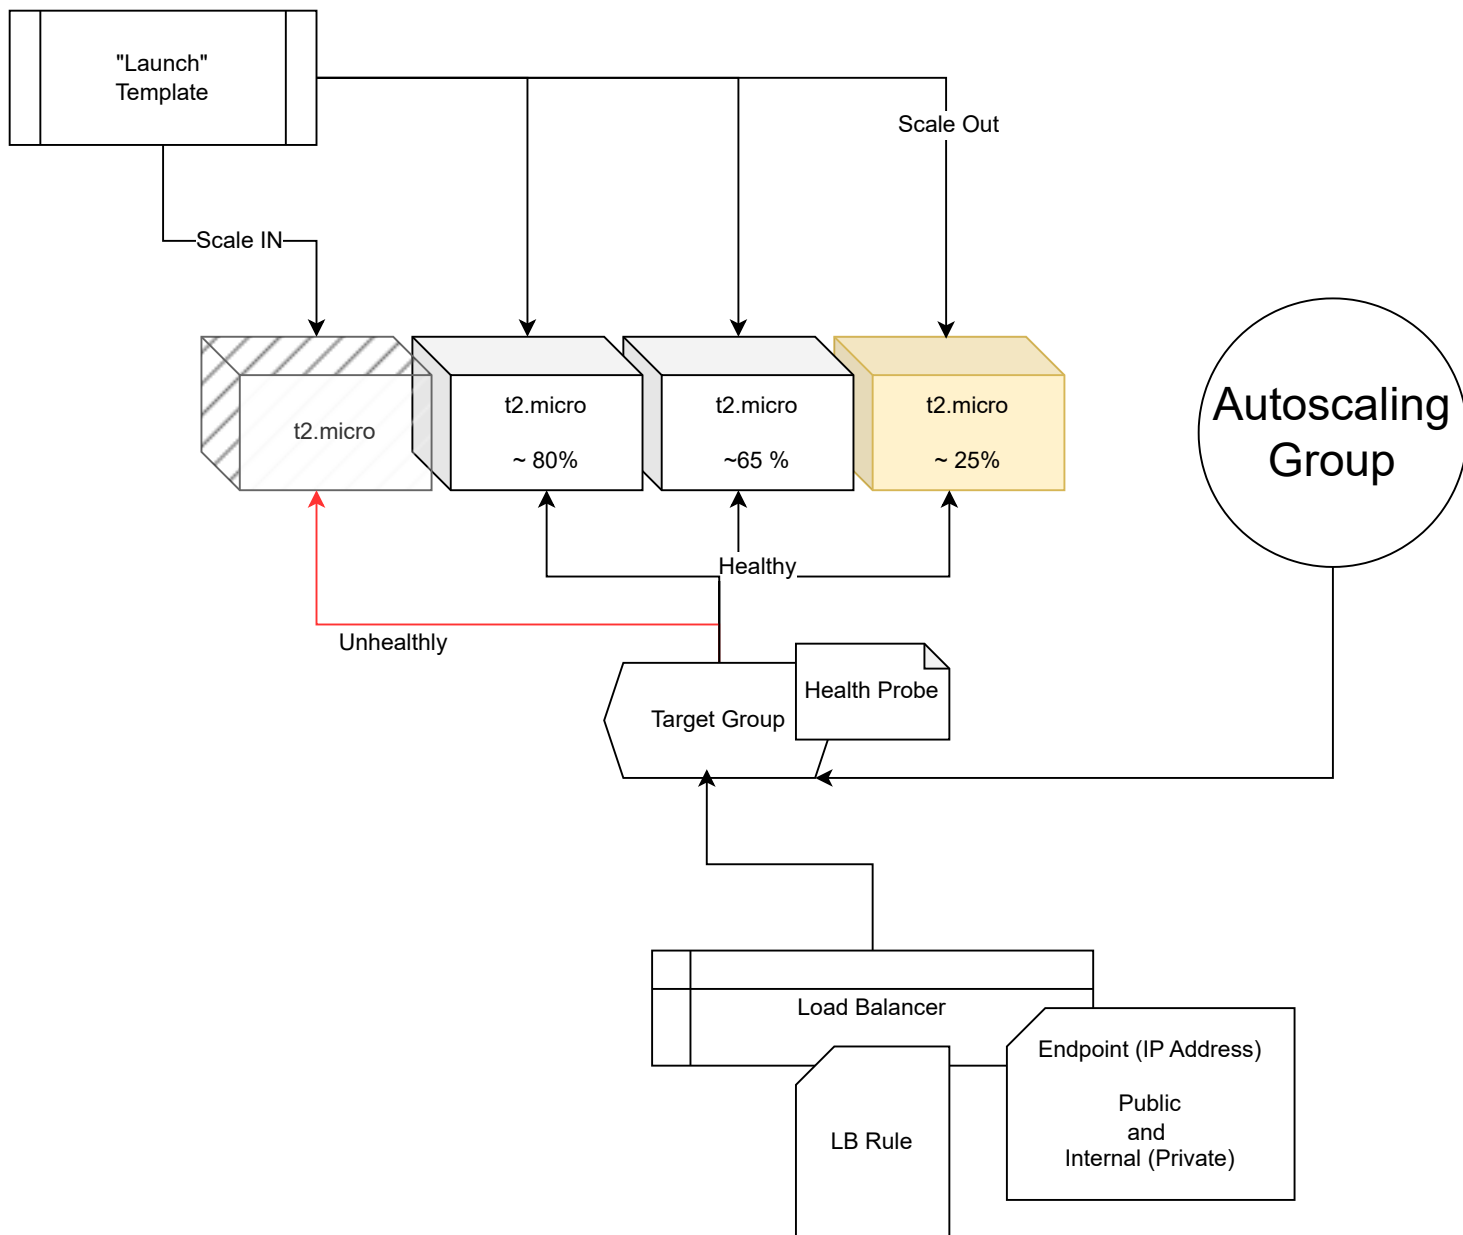 "Launch"
Template
Scale Out
Scale IN
t2.micro
t2.micro
~ 80%
t2.micro
~65 %
t2.micro
~ 25%
Autoscaling
Group
Healthy
Unhealthly
Health Probe
Target Group
Load Balancer
Endpoint (IP Address)
Public
and
Internal (Private)
LB Rule